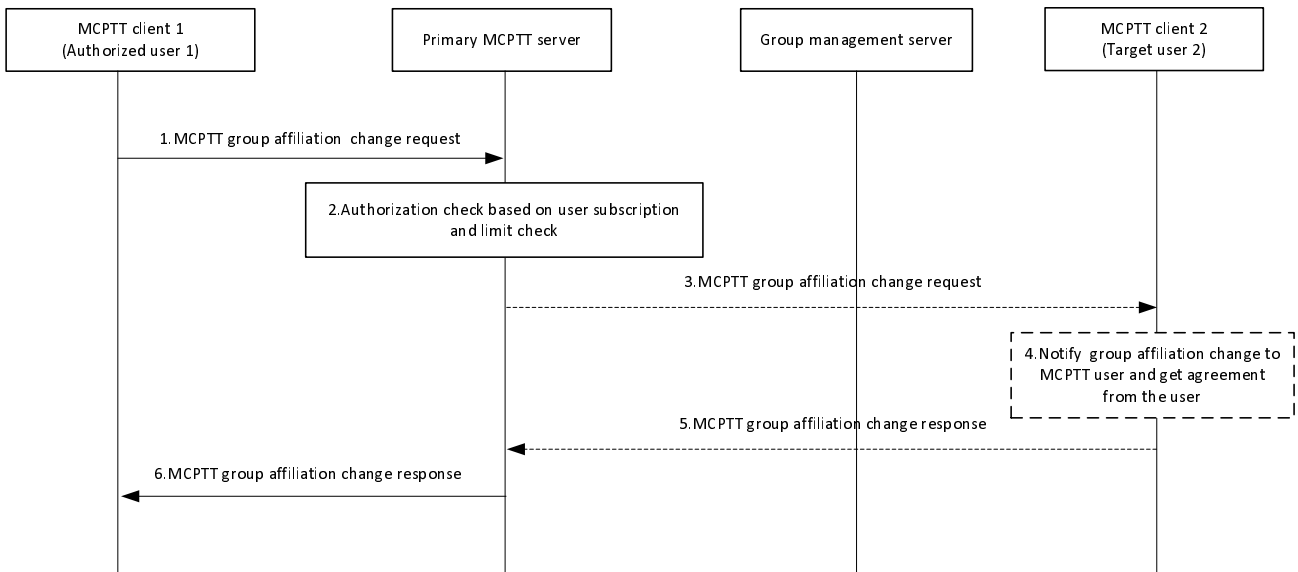 MCPTT client 1
(Authorized user 1)
Primary MCPTT server
Group management server
MCPTT client 2
(Target user 2)
1.MCPTT group affiliation change request
2.Authorization check based on user subscription
and limit check
3.MCPTT group affiliation change request
4.Notify group affiliation change to
MCPTT user and get agreement
from the user
5.MCPTT group affiliation change response
6.MCPTT group affiliation change response